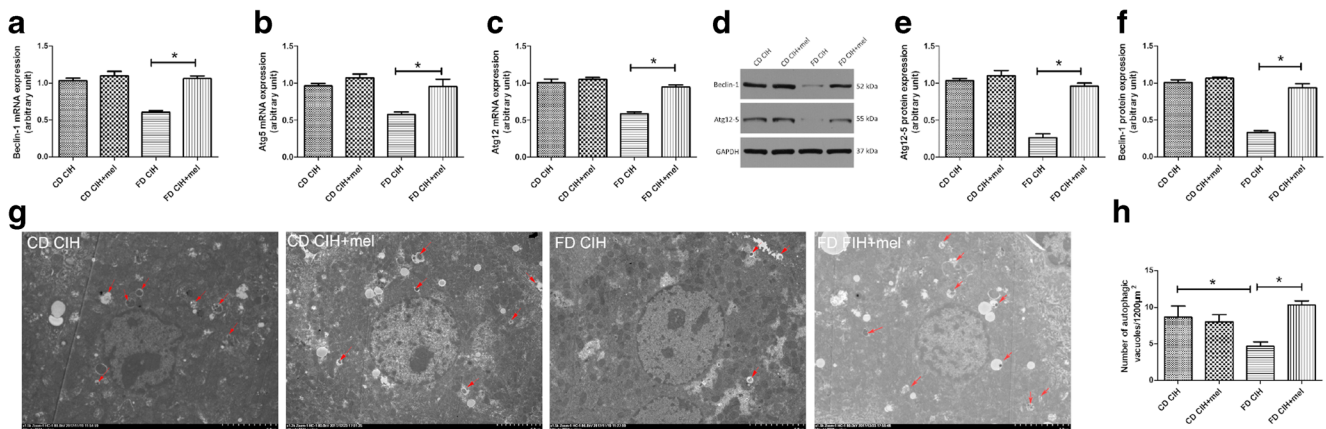 a
Beclin-1 mRNA expression
(arbitrary unit)
1.5
1.0
0.5
0.0
*
CD CIH
CD CIH+mel
FD CIH
FD CIH+mel
b
Atg5 mRNA expression
(arbitrary unit)
1.5
1.0
0.5
0.0
*
CD CIH
CD CIH+mel
FD CIH
FD CIH+mel
c
Atg12 mRNA expression
(arbitrary unit)
1.5
1.0
0.5
0.0
*
CD CIH
CD CIH+mel
FD CIH
FD CIH+mel
d
CD CIH
CD CIH+mel
FD CIH
FD CIH+mel
Beclin-1
52 kDa
Atg12-5
55 kDa
GAPDH
37 kDa
e
Atg12-5 protein expression
(arbitrary unit)
1.5
1.0
0.5
0.0
*
CD CIH
CD CIH+mel
FD CIH
FD CIH+mel
f
Beclin-1 protein expression
(arbitrary unit)
1.5
1.0
0.5
0.0
*
CD CIH
CD CIH+mel
FD CIH
FD CIH+mel
g
CD CIH
CD CIH+mel
FD CIH
FD FIH+mel
h
Number of autophagic
vacuoles/1200μm²
15
10
5
0
*
*
CD CIH
CD CIH+mel
FD CIH
FD CIH+mel